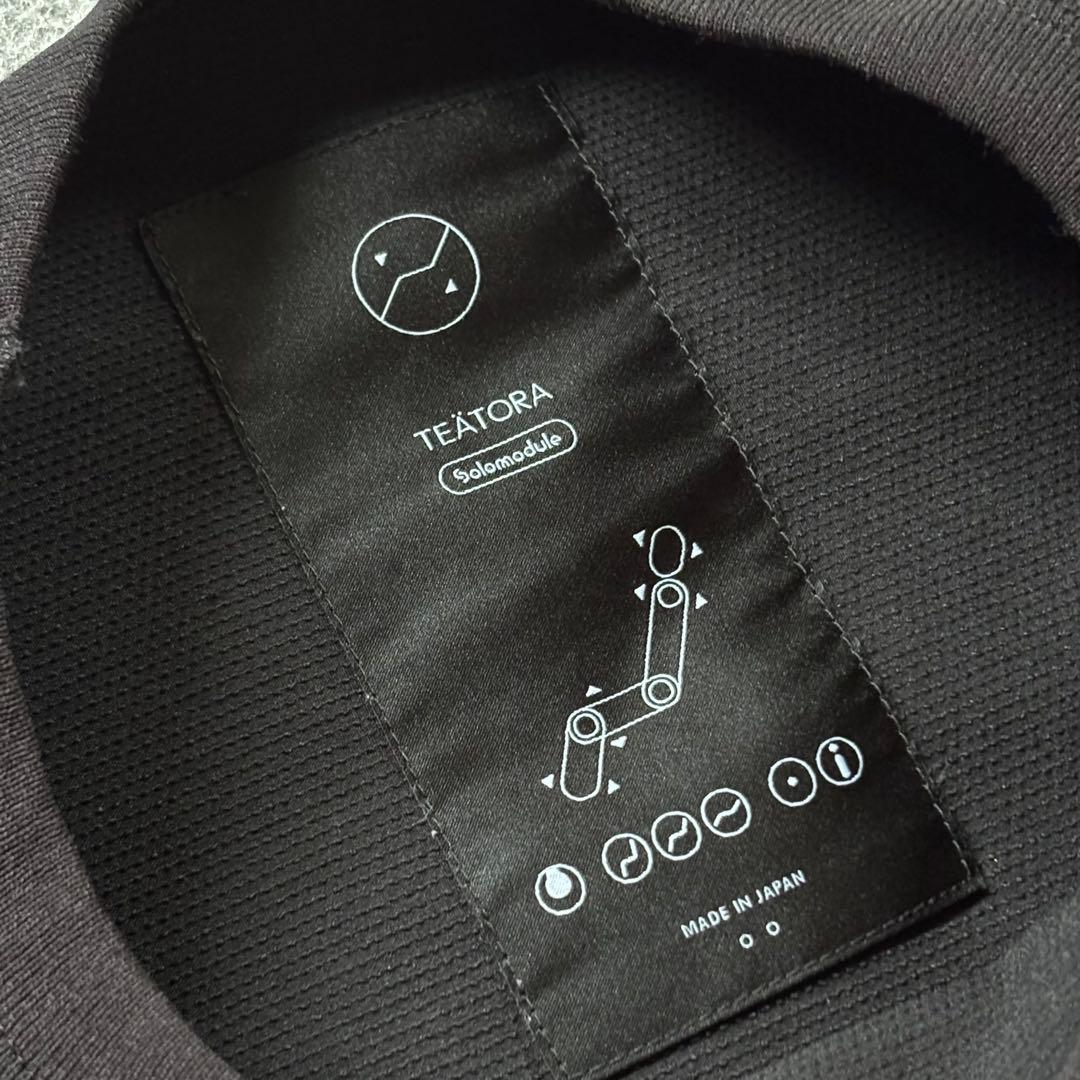 TEÄTORA
Solomodule
i
MADE IN JAPAN